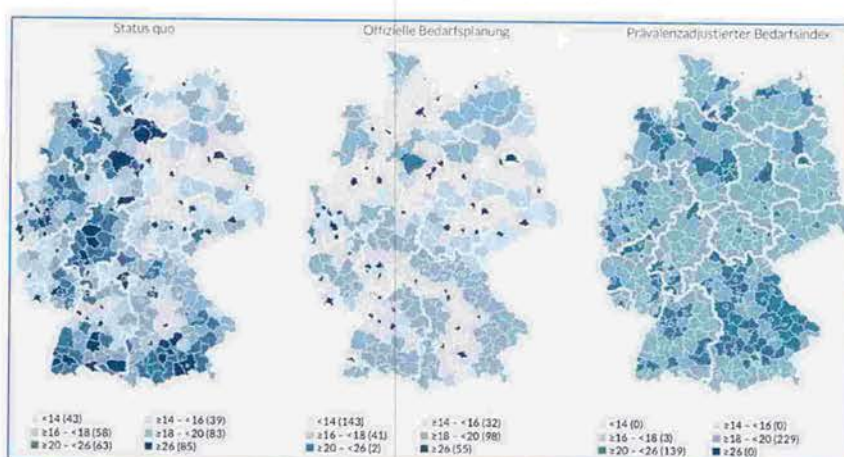 Status quo
Offizielle Bedarfsplanung
Prävalenzadjustierter Bedarfsindex
<14 (43)
≥14 - <16 (39)
≥16 - <18 (58)
≥18 - <20 (83)
≥20 - <26 (63)
≥26 (85)
<14 (143)
≥14 - <16 (32)
≥16 - <18 (41)
≥18 - <20 (98)
≥20 - <26 (2)
≥26 (55)
<14 (0)
≥14 - <16 (0)
≥16 - <18 (3)
≥18 - <20 (229)
≥20 - <26 (139)
≥26 (0)